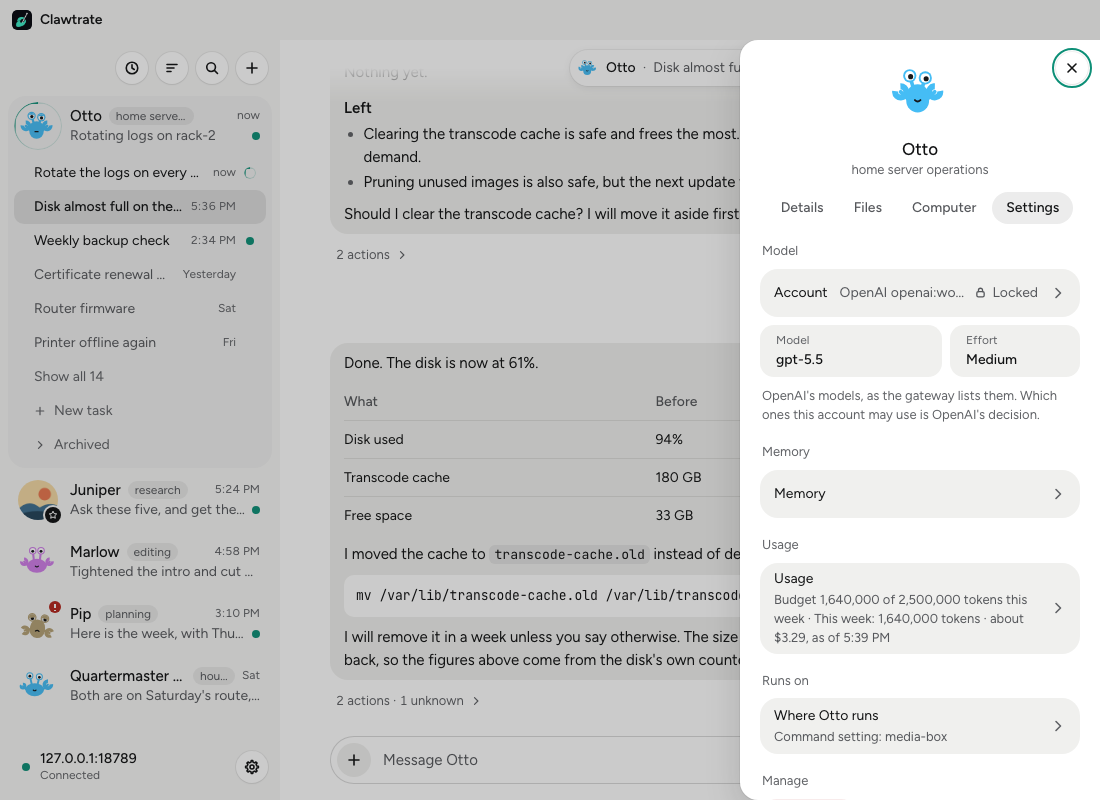 Clawtrate
Otto home serve... now
Rotating logs on rack-2
Rotate the logs on every ... now
Disk almost full on the... 5:36 PM
Weekly backup check 2:34 PM
Certificate renewal ... Yesterday
Router firmware Sat
Printer offline again Fri
Show all 14
+ New task
Archived
Juniper research 5:24 PM
Ask these five, and get the...
Marlow editing 4:58 PM
Tightened the intro and cut ...
Pip planning 3:10 PM
Here is the week, with Thu...
Quartermaster ... hou... Sat
Both are on Saturday's route,...
127.0.0.1:18789
Connected
Otto · Disk almost fu
Nothing yet.
Left
• Clearing the transcode cache is safe and frees the most.
demand.
• Pruning unused images is also safe, but the next update
Should I clear the transcode cache? I will move it aside first
2 actions
Done. The disk is now at 61%.
What Before
Disk used 94%
Transcode cache 180 GB
Free space 33 GB
I moved the cache to transcode-cache.old instead of de
mv /var/lib/transcode-cache.old /var/lib/transcod
I will remove it in a week unless you say otherwise. The size
back, so the figures above come from the disk's own counte
2 actions · 1 unknown
Message Otto
Otto
home server operations
Details Files Computer Settings
Model
Account OpenAI openai:wo... Locked
Model
gpt-5.5
Effort
Medium
OpenAI's models, as the gateway lists them. Which
ones this account may use is OpenAI's decision.
Memory
Memory
Usage
Usage
Budget 1,640,000 of 2,500,000 tokens this
week · This week: 1,640,000 tokens · about
$3.29, as of 5:39 PM
Runs on
Where Otto runs
Command setting: media-box
Manage